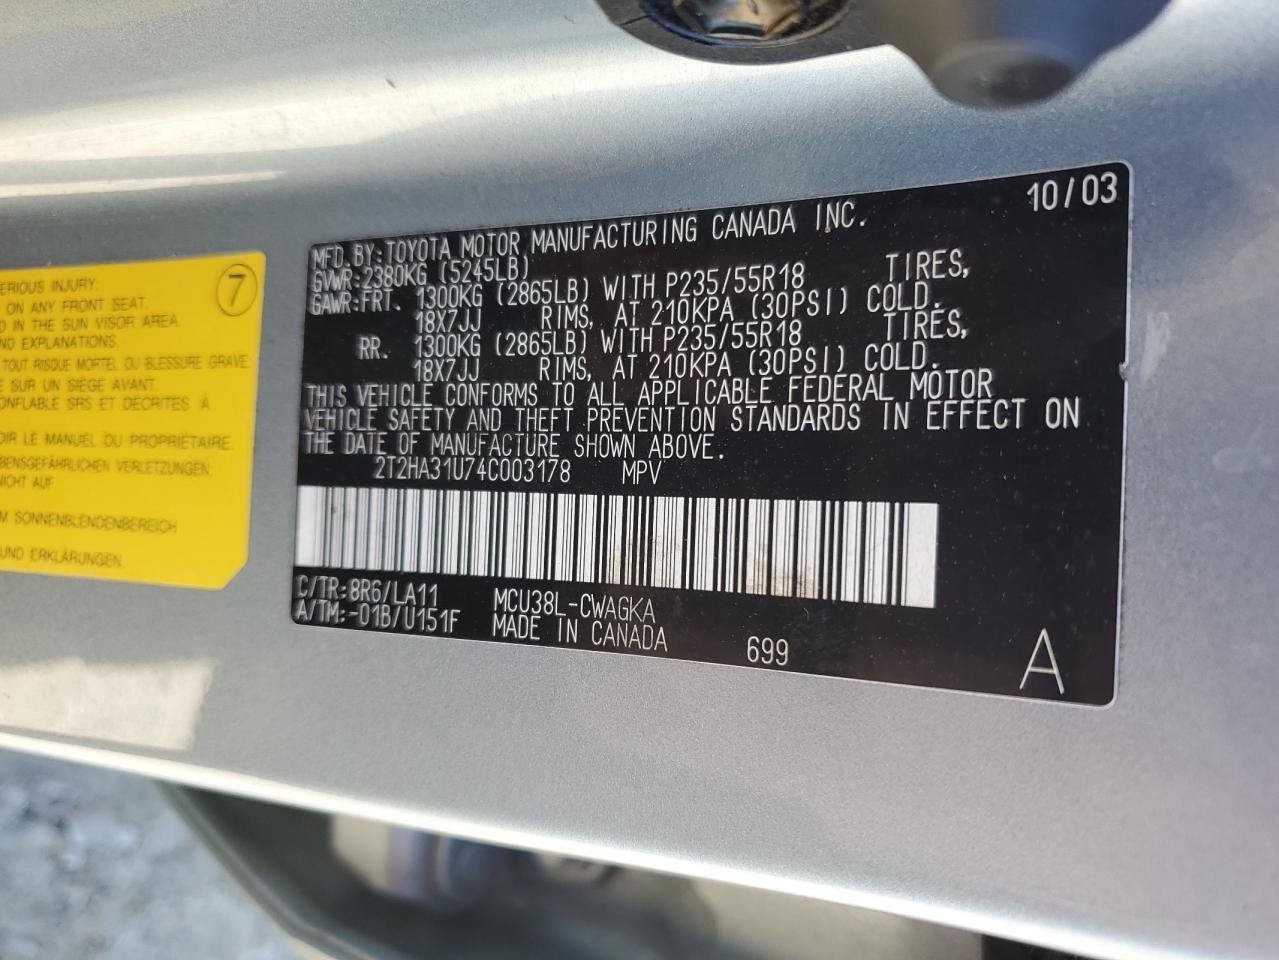 7
ERIOUS INJURY:
ON ANY FRONT SEAT.
D IN THE SUN VISOR AREA.
ND EXPLANATIONS.
TOUT RISQUE MORTEL OU BLESSURE GRAVE
E SUR UN SIÈGE AVANT.
ONFLABLE SRS ET DÉCRITES À
OIR LE MANUEL DU PROPRIÉTAIRE.
BENSGEFÄHRLICHEN VERLETZUNGEN:
NICHT AUF
M SONNENBLENDENBEREICH
UND ERKLÄRUNGEN
10/03
MFD. BY: TOYOTA MOTOR MANUFACTURING CANADA INC.
GVWR: 2380KG (5245LB)
GAWR: FRT. 1300KG (2865LB) WITH P235/55R18 TIRES,
18X7JJ RIMS, AT 210KPA (30PSI) COLD.
RR. 1300KG (2865LB) WITH P235/55R18 TIRES,
18X7JJ RIMS, AT 210KPA (30PSI) COLD.
THIS VEHICLE CONFORMS TO ALL APPLICABLE FEDERAL MOTOR
VEHICLE SAFETY AND THEFT PREVENTION STANDARDS IN EFFECT ON
THE DATE OF MANUFACTURE SHOWN ABOVE.
2T2HA31U74C003178 MPV
C/TR: 8R6/LA11 MCU38L-CWAGKA
A/TM: -01B/U151F MADE IN CANADA 699 A